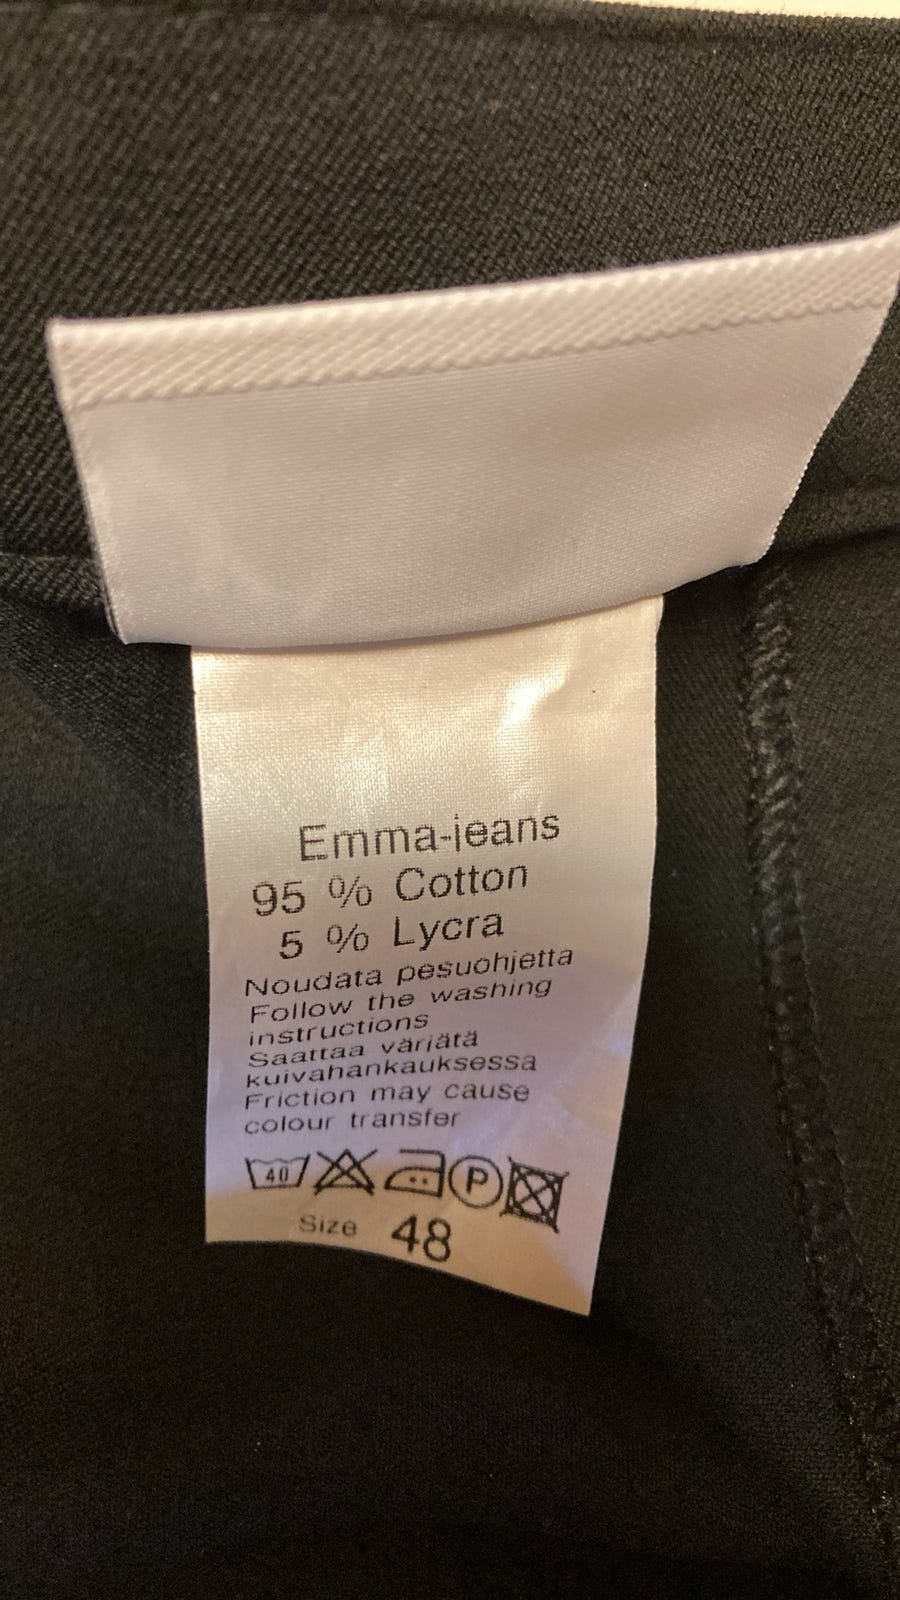 Emma-jeans
95 % Cotton
5 % Lycra
Noudata pesuohjetta
Follow the washing
instructions
Saattaa värjätä
kuivahankauksessa
Friction may cause
colour transfer
40 P
Size 48